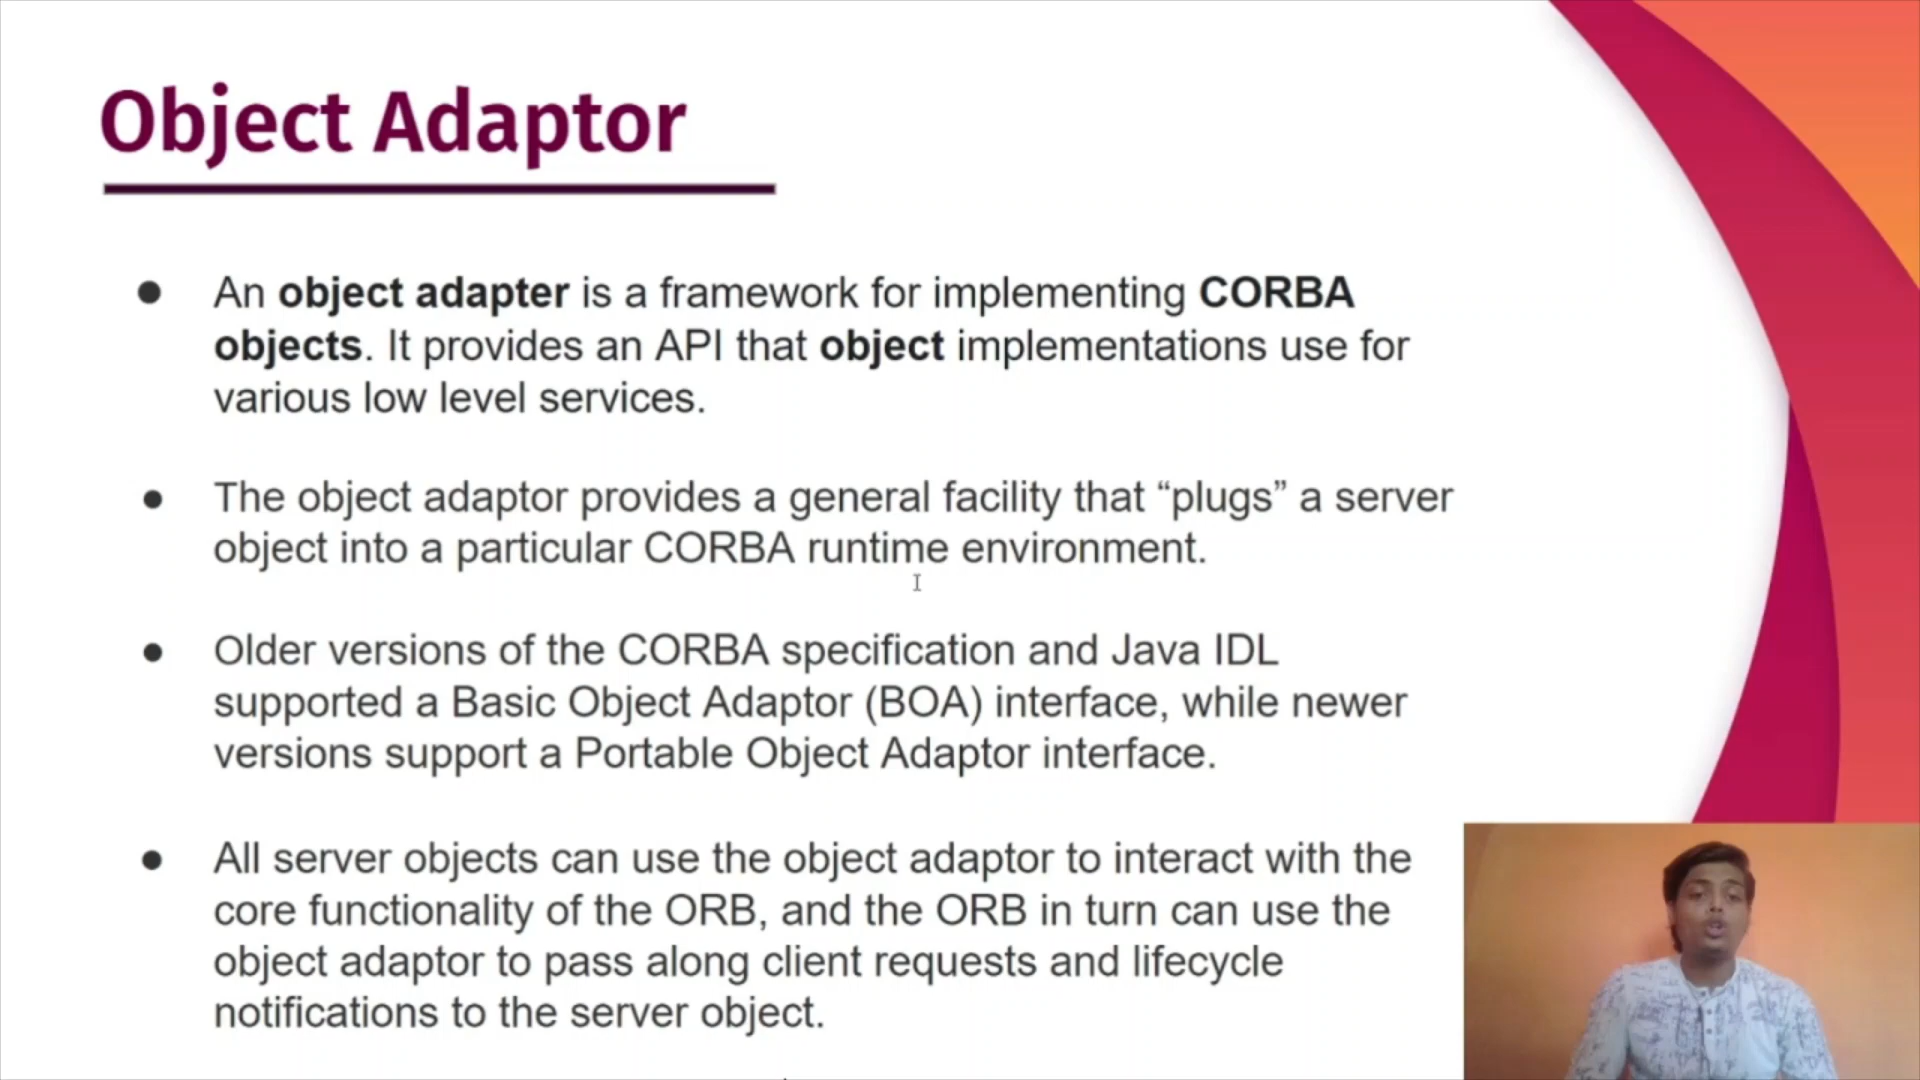 Object Adaptor
● An object adapter is a framework for implementing CORBA
objects. It provides an API that object implementations use for
various low level services.
● The object adaptor provides a general facility that “plugs” a server
object into a particular CORBA runtime environment.
● Older versions of the CORBA specification and Java IDL
supported a Basic Object Adaptor (BOA) interface, while newer
versions support a Portable Object Adaptor interface.
● All server objects can use the object adaptor to interact with the
core functionality of the ORB, and the ORB in turn can use the
object adaptor to pass along client requests and lifecycle
notifications to the server object.